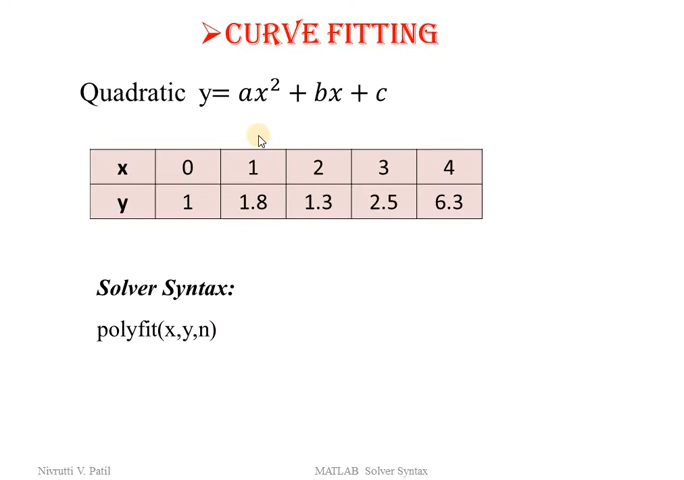 ➢CURVE FITTING
Quadratic y= 𝑎𝑥² + 𝑏𝑥 + 𝑐
x 0 1 2 3 4
y 1 1.8 1.3 2.5 6.3
Solver Syntax:
polyfit(x,y,n)
Nivrutti V. Patil MATLAB Solver Syntax